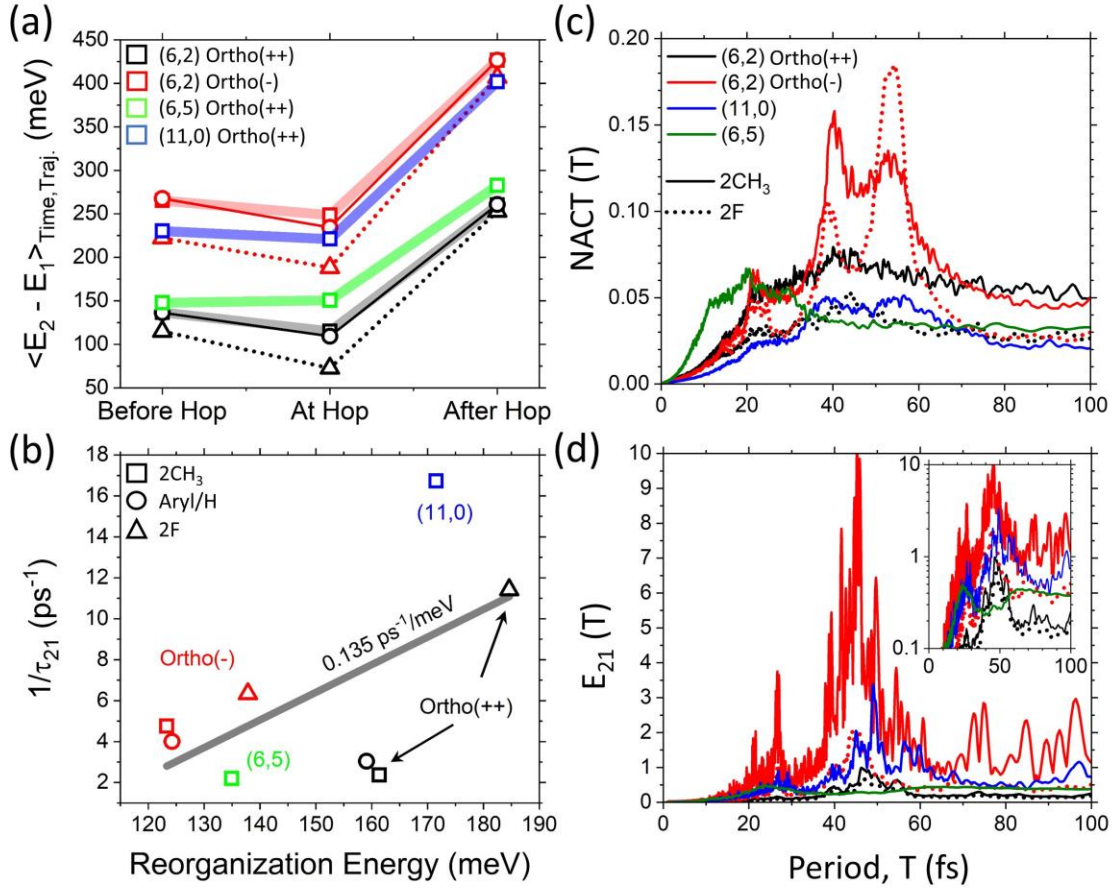 (a)
<E₂ - E₁>Time,Traj. (meV)
450
400
350
300
250
200
150
100
50
(6,2) Ortho(++)
(6,2) Ortho(-)
(6,5) Ortho(++)
(11,0) Ortho(++)
Before Hop
At Hop
After Hop
(c)
NACT (T)
0.20
0.15
0.10
0.05
0.00
(6,2) Ortho(++)
(6,2) Ortho(-)
(11,0)
(6,5)
2CH₃
2F
0 20 40 60 80 100
(b)
1/τ₂₁ (ps⁻¹)
18
16
14
12
10
8
6
4
2
2CH₃
Aryl/H
2F
(11,0)
0.135 ps⁻¹/meV
Ortho(-)
Ortho(++)
(6,5)
120 130 140 150 160 170 180 190
Reorganization Energy (meV)
(d)
E₂₁ (T)
10
9
8
7
6
5
4
3
2
1
0
10
1
0.1
0 50 100
0 20 40 60 80 100
Period, T (fs)